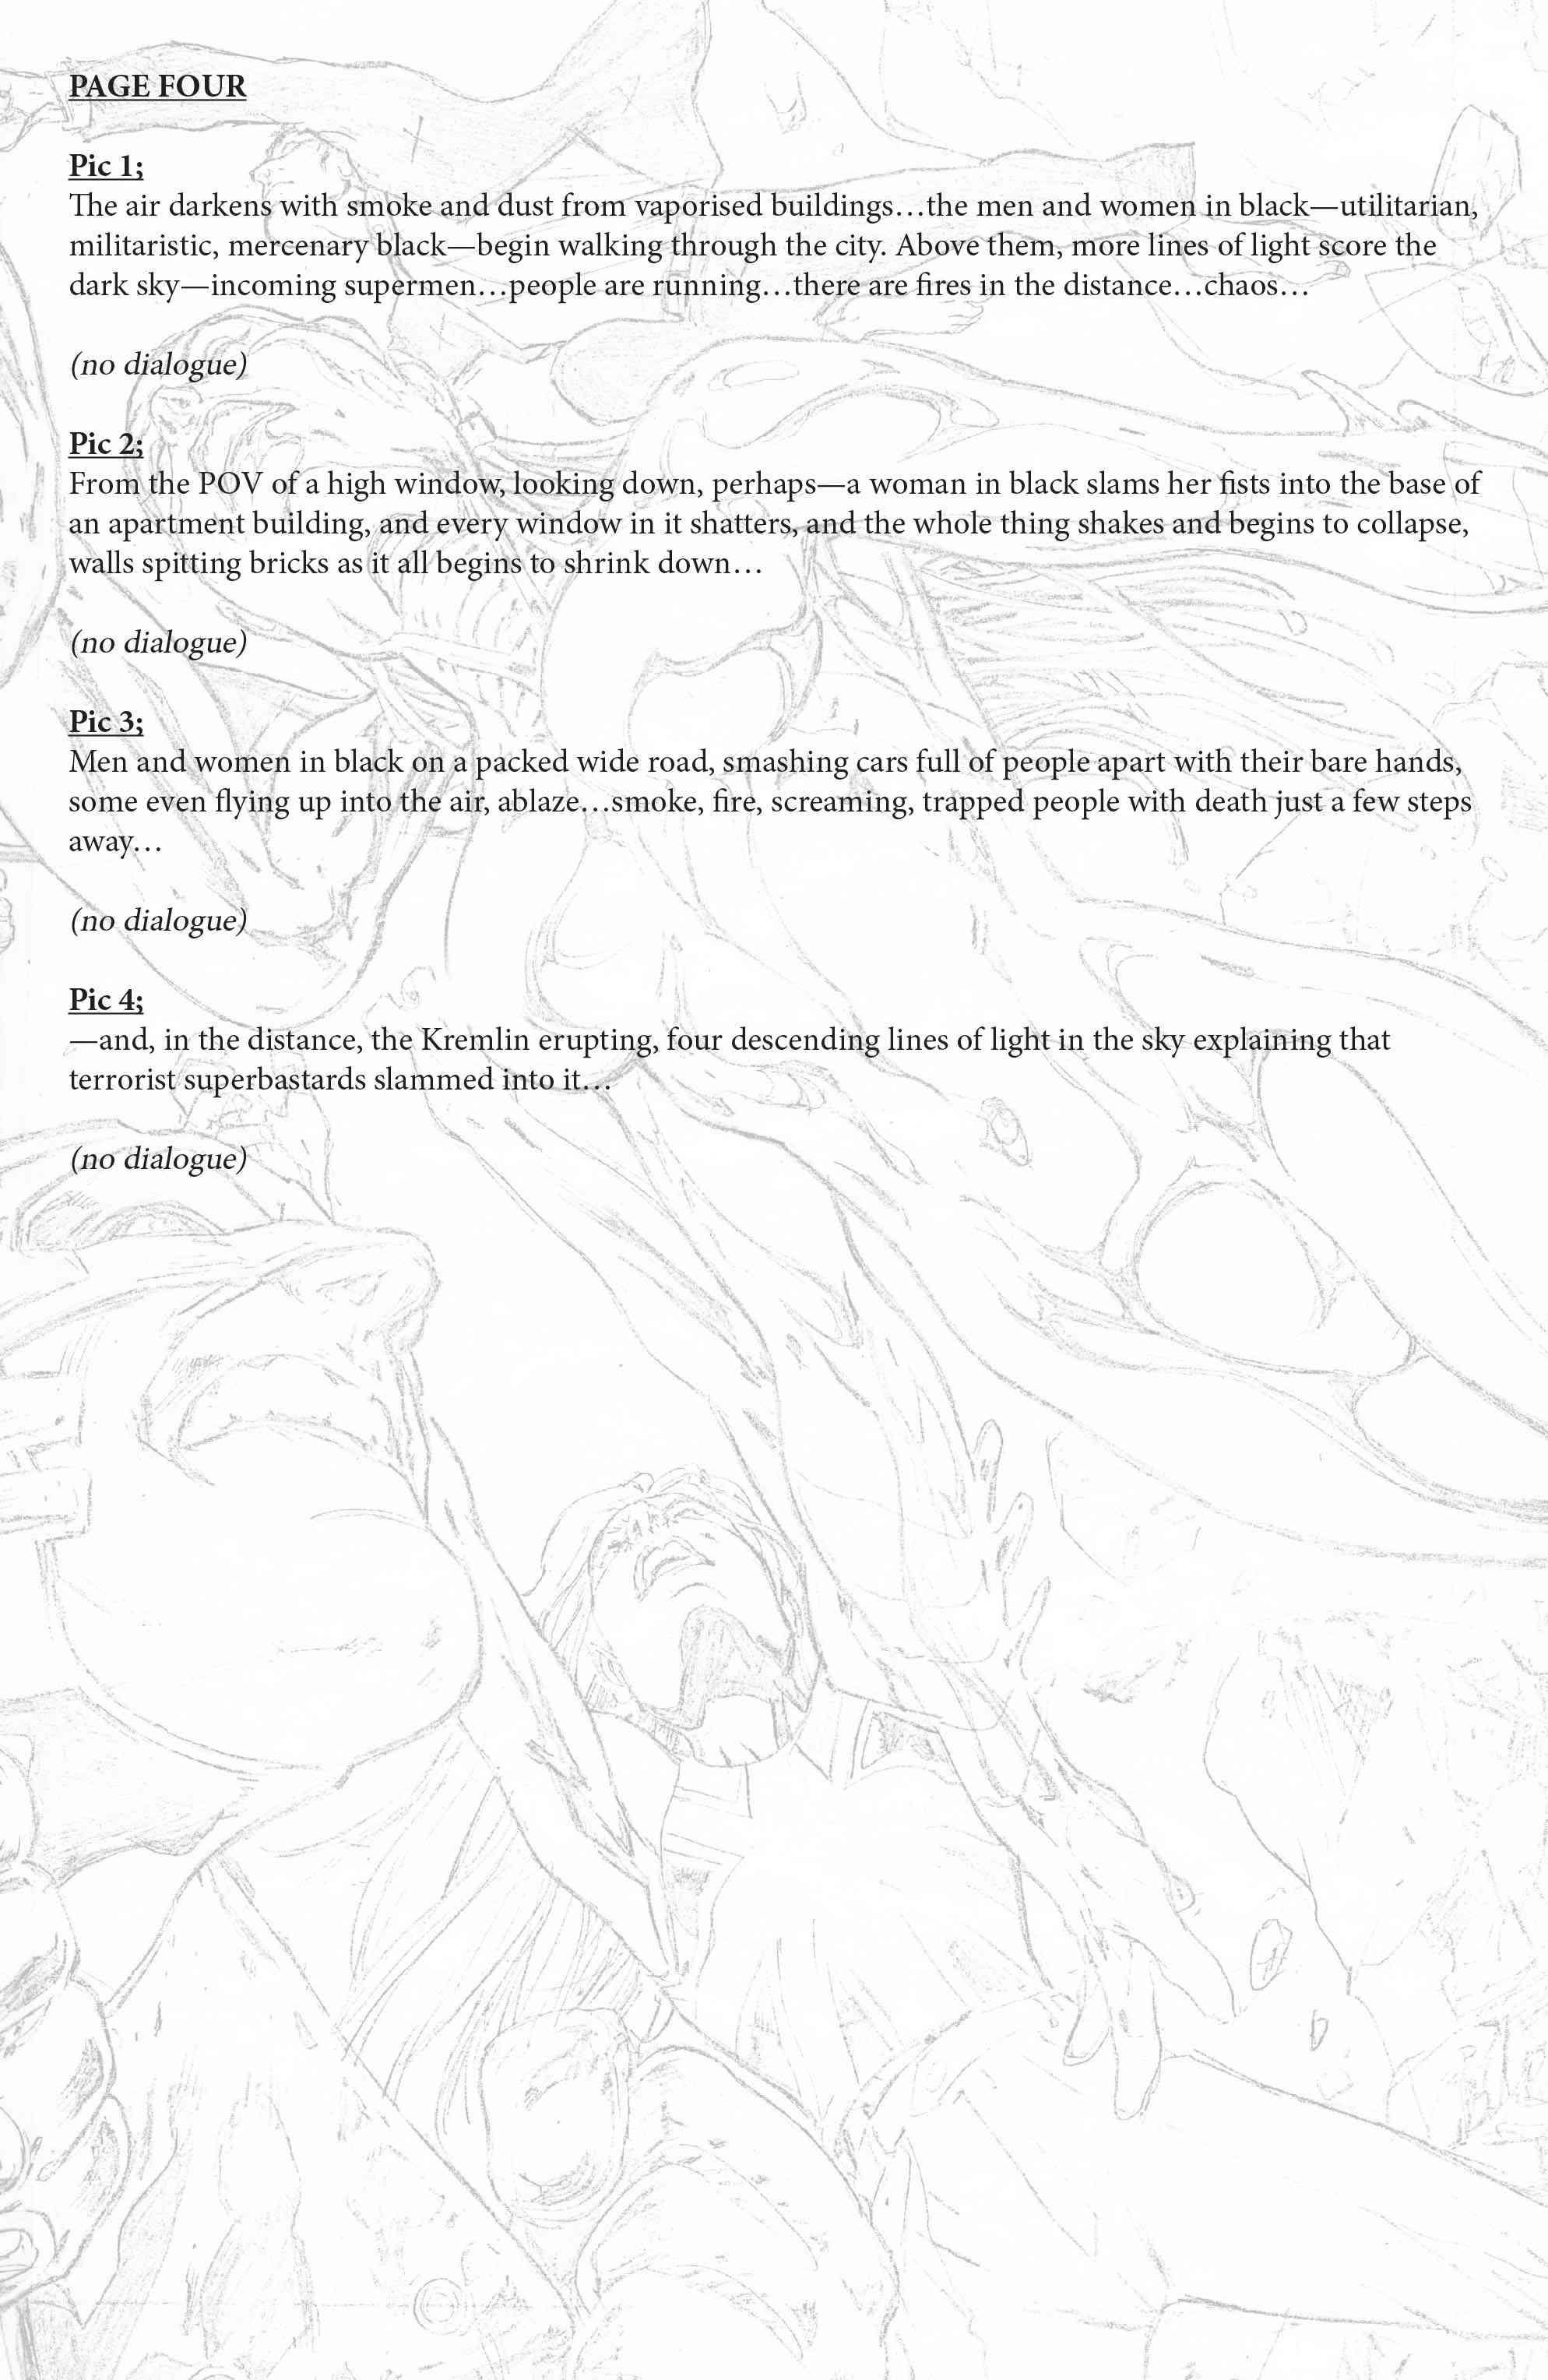 PAGE FOUR
Pic 1;
The air darkens with smoke and dust from vaporised buildings…the men and women in black—utilitarian,
militaristic, mercenary black—begin walking through the city. Above them, more lines of light score the
dark sky—incoming supermen…people are running…there are fires in the distance…chaos…
(no dialogue)
Pic 2;
From the POV of a high window, looking down, perhaps—a woman in black slams her fists into the base of
an apartment building, and every window in it shatters, and the whole thing shakes and begins to collapse,
walls spitting bricks as it all begins to shrink down…
(no dialogue)
Pic 3;
Men and women in black on a packed wide road, smashing cars full of people apart with their bare hands,
some even flying up into the air, ablaze…smoke, fire, screaming, trapped people with death just a few steps
away…
(no dialogue)
Pic 4;
—and, in the distance, the Kremlin erupting, four descending lines of light in the sky explaining that
terrorist superbastards slammed into it…
(no dialogue)